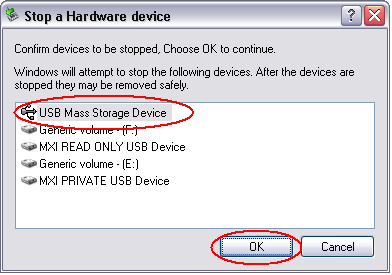 Stop a Hardware device
Confirm devices to be stopped, Choose OK to continue.
Windows will attempt to stop the following devices. After the devices are
stopped they may be removed safely.
USB Mass Storage Device
Generic volume - (F:)
MXI READ ONLY USB Device
Generic volume - (E:)
MXI PRIVATE USB Device
OK
Cancel